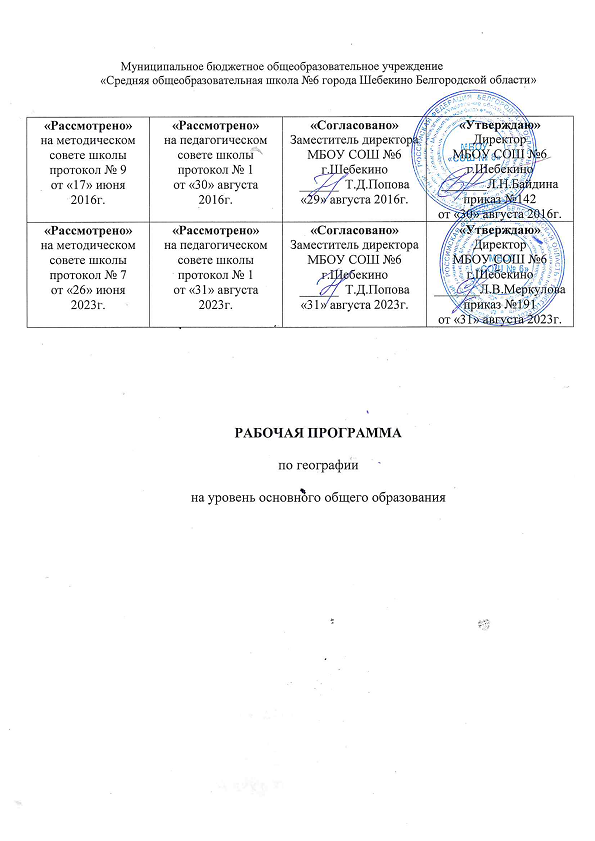 Муниципальное бюджетное общеобразовательное учреждение
«Средняя общеобразовательная школа №6 города Шебекино Белгородской области»
«Рассмотрено»
на методическом
совете школы
протокол № 9
от «17» июня
2016г.
«Рассмотрено»
на педагогическом
совете школы
протокол № 1
от «30» августа
2016г.
«Согласовано»
Заместитель директора
МБОУ СОШ №6
г.Шебекино
Т.Д.Попова
«29» августа 2016г.
«Утверждаю»
Директор
МБОУ СОШ №6
г.Шебекино
Л.Н.Байдина
приказ №142
от «30» августа 2016г.
«Рассмотрено»
на методическом
совете школы
протокол № 7
от «26» июня
2023г.
«Рассмотрено»
на педагогическом
совете школы
протокол № 1
от «31» августа
2023г.
«Согласовано»
Заместитель директора
МБОУ СОШ №6
г.Шебекино
Т.Д.Попова
«31» августа 2023г.
«Утверждаю»
Директор
МБОУ СОШ №6
г.Шебекино
Л.В.Меркулова
приказ №191
от «31» августа 2023г.
РАБОЧАЯ ПРОГРАММА
по географии
на уровень основного общего образования